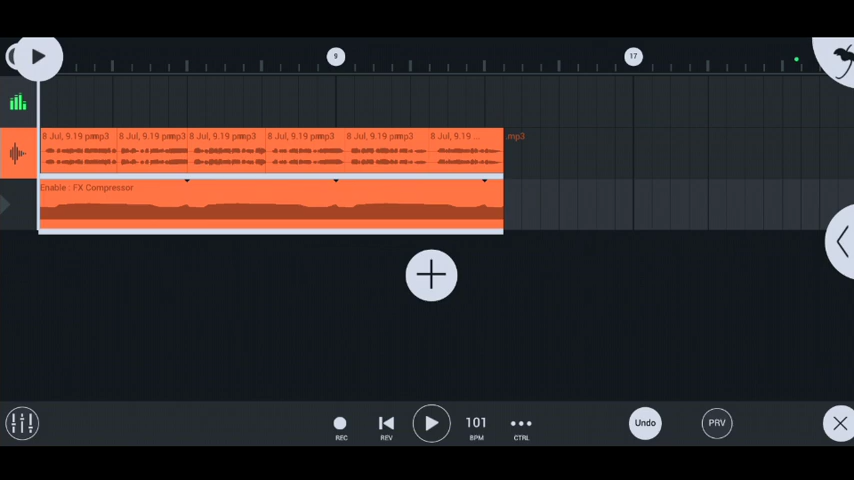 9 17
8 Jul, 9.19 pm.mp3 8 Jul, 9.19 pm.mp3 8 Jul, 9.19 pm.mp3 8 Jul, 9.19 pm.mp3 8 Jul, 9.19 pm.mp3 8 Jul, 9.19 ... .mp3
Enable : FX Compressor
101 Undo PRV
REC REV BPM CTRL